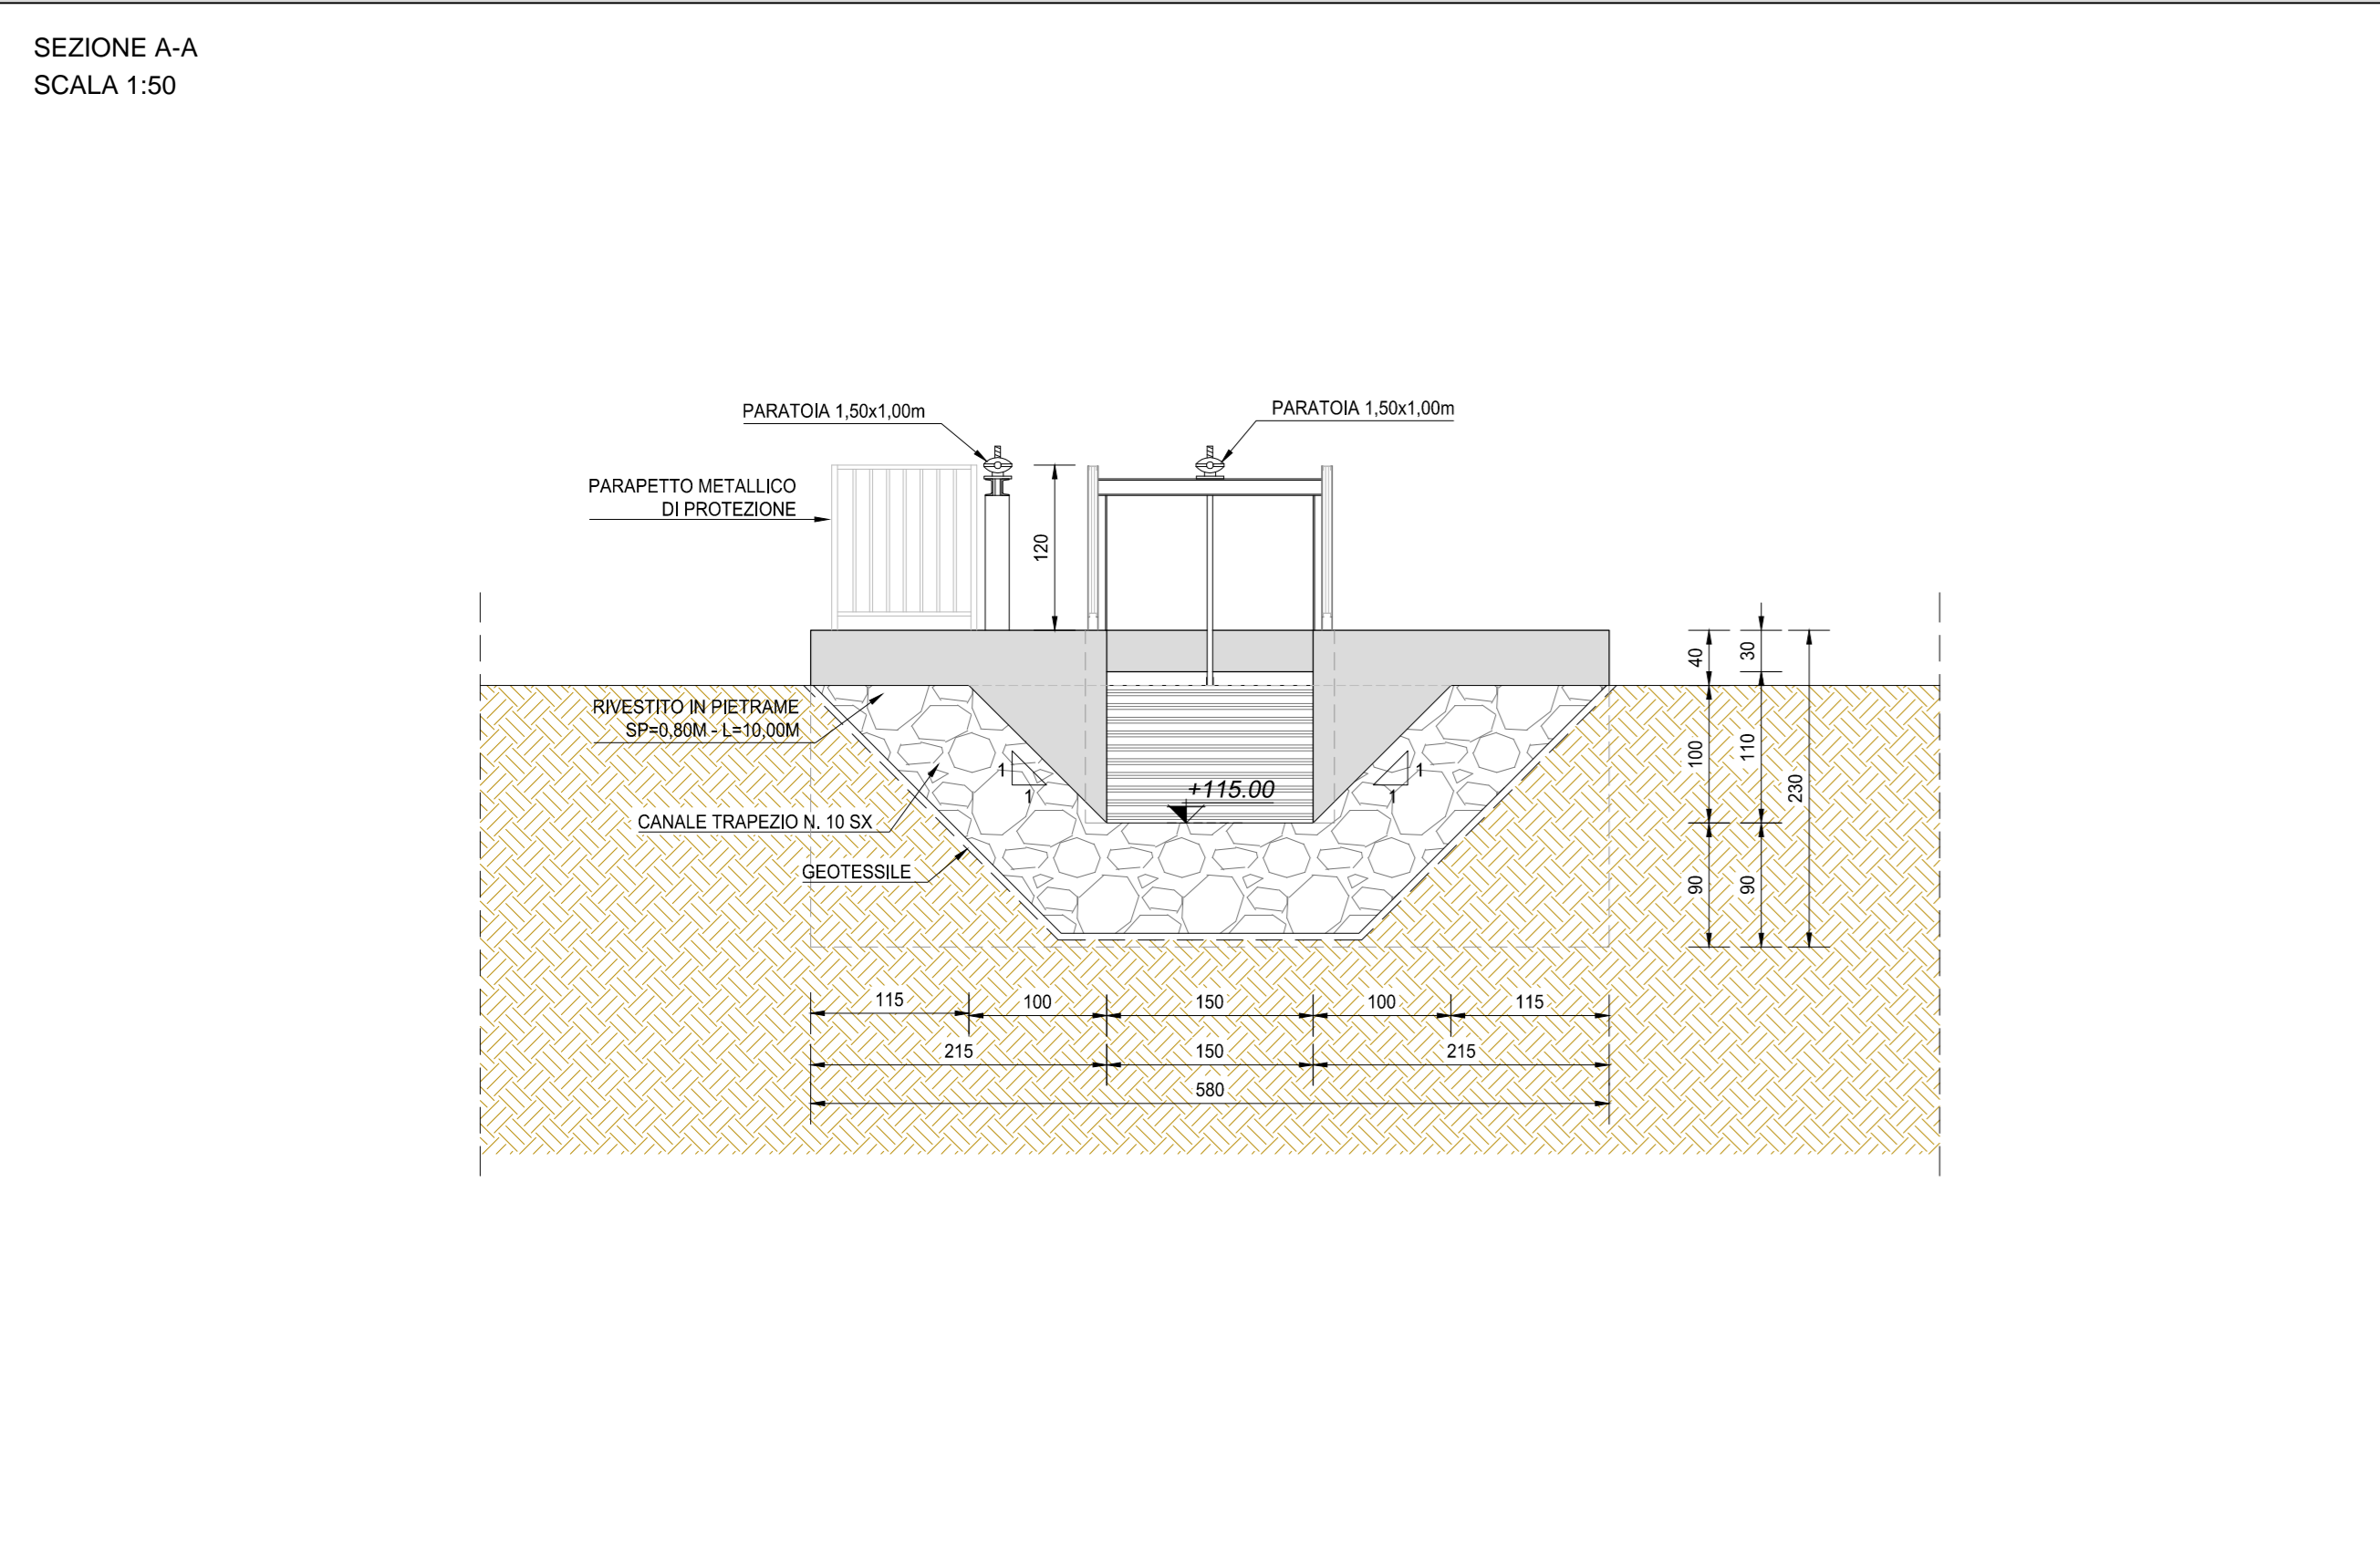 SEZIONE A-A
SCALA 1:50
PARATOIA 1,50x1,00m
PARATOIA 1,50x1,00m
PARAPETTO METALLICO
DI PROTEZIONE
120
40
30
RIVESTITO IN PIETRAME
SP=0,80M - L=10,00M
100
110
230
1
1
1
1
+115.00
CANALE TRAPEZIO N. 10 SX
GEOTESSILE
90
90
115
100
150
100
115
215
150
215
580